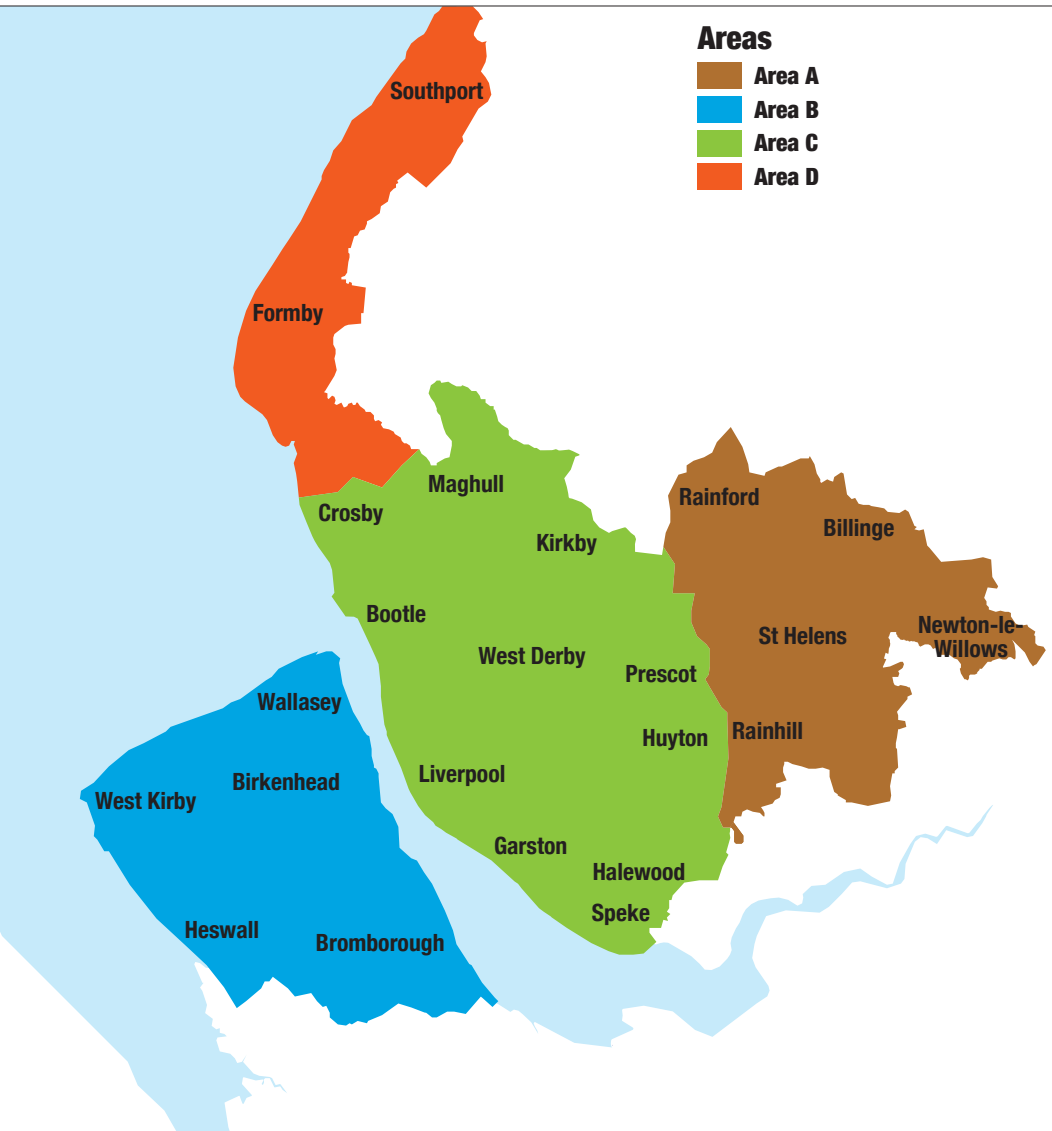 Areas
Area A
Area B
Area C
Area D
Southport
Formby
Maghull
Rainford
Crosby
Billinge
Kirkby
Bootle
Newton-le-
Willows
St Helens
West Derby
Prescot
Wallasey
Rainhill
Huyton
Liverpool
Birkenhead
West Kirby
Garston
Halewood
Speke
Heswall
Bromborough